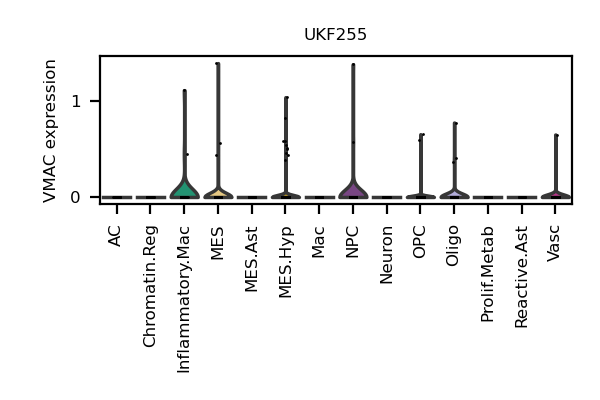 UKF255
VMAC expression
1
0
AC
Chromatin.Reg
Inflammatory.Mac
MES
MES.Ast
MES.Hyp
Mac
NPC
Neuron
OPC
Oligo
Prolif.Metab
Reactive.Ast
Vasc